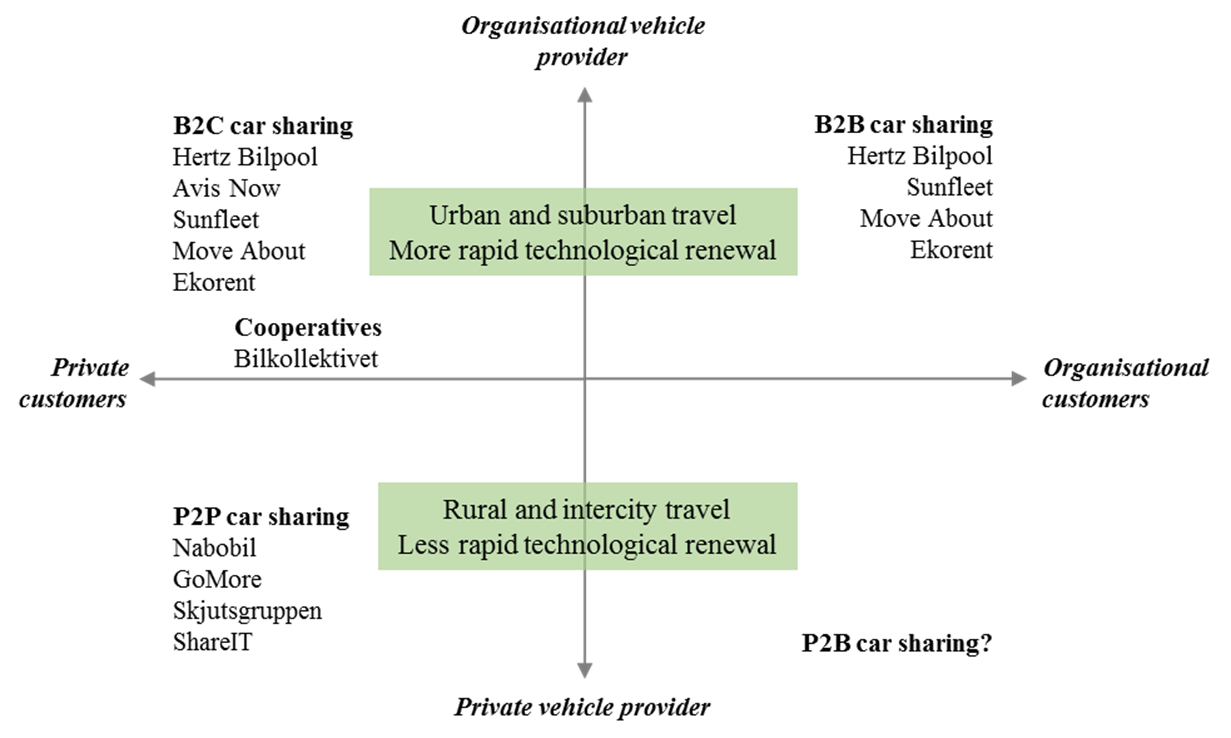 Organisational vehicle
provider
B2C car sharing
Hertz Bilpool
Avis Now
Sunfleet
Move About
Ekorent
B2B car sharing
Hertz Bilpool
Sunfleet
Move About
Ekorent
Urban and suburban travel
More rapid technological renewal
Cooperatives
Bilkollektivet
Private
customers
Organisational
customers
P2P car sharing
Nabobil
GoMore
Skjutsgruppen
ShareIT
Rural and intercity travel
Less rapid technological renewal
P2B car sharing?
Private vehicle provider